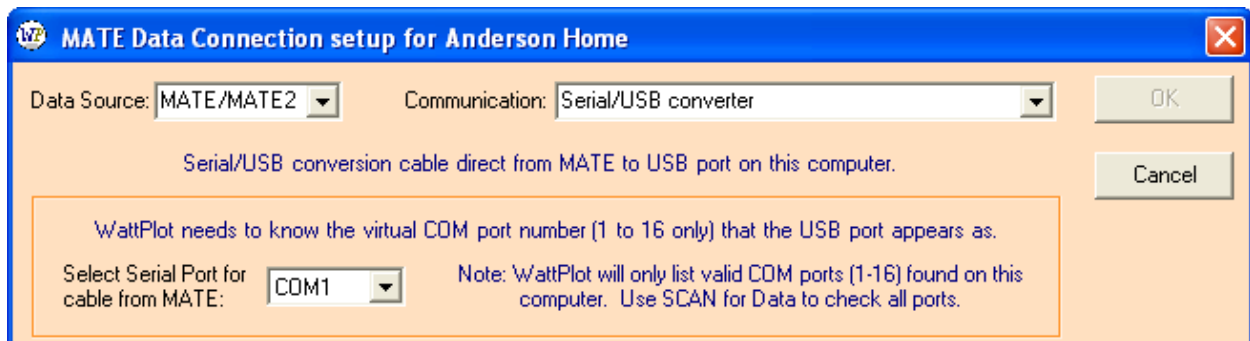 WP MATE Data Connection setup for Anderson Home
Data Source: MATE/MATE2 Communication: Serial/USB converter OK
Serial/USB conversion cable direct from MATE to USB port on this computer.
Cancel
WattPlot needs to know the virtual COM port number (1 to 16 only) that the USB port appears as.
Select Serial Port for
cable from MATE:
COM1
Note: WattPlot will only list valid COM ports (1-16) found on this
computer. Use SCAN for Data to check all ports.